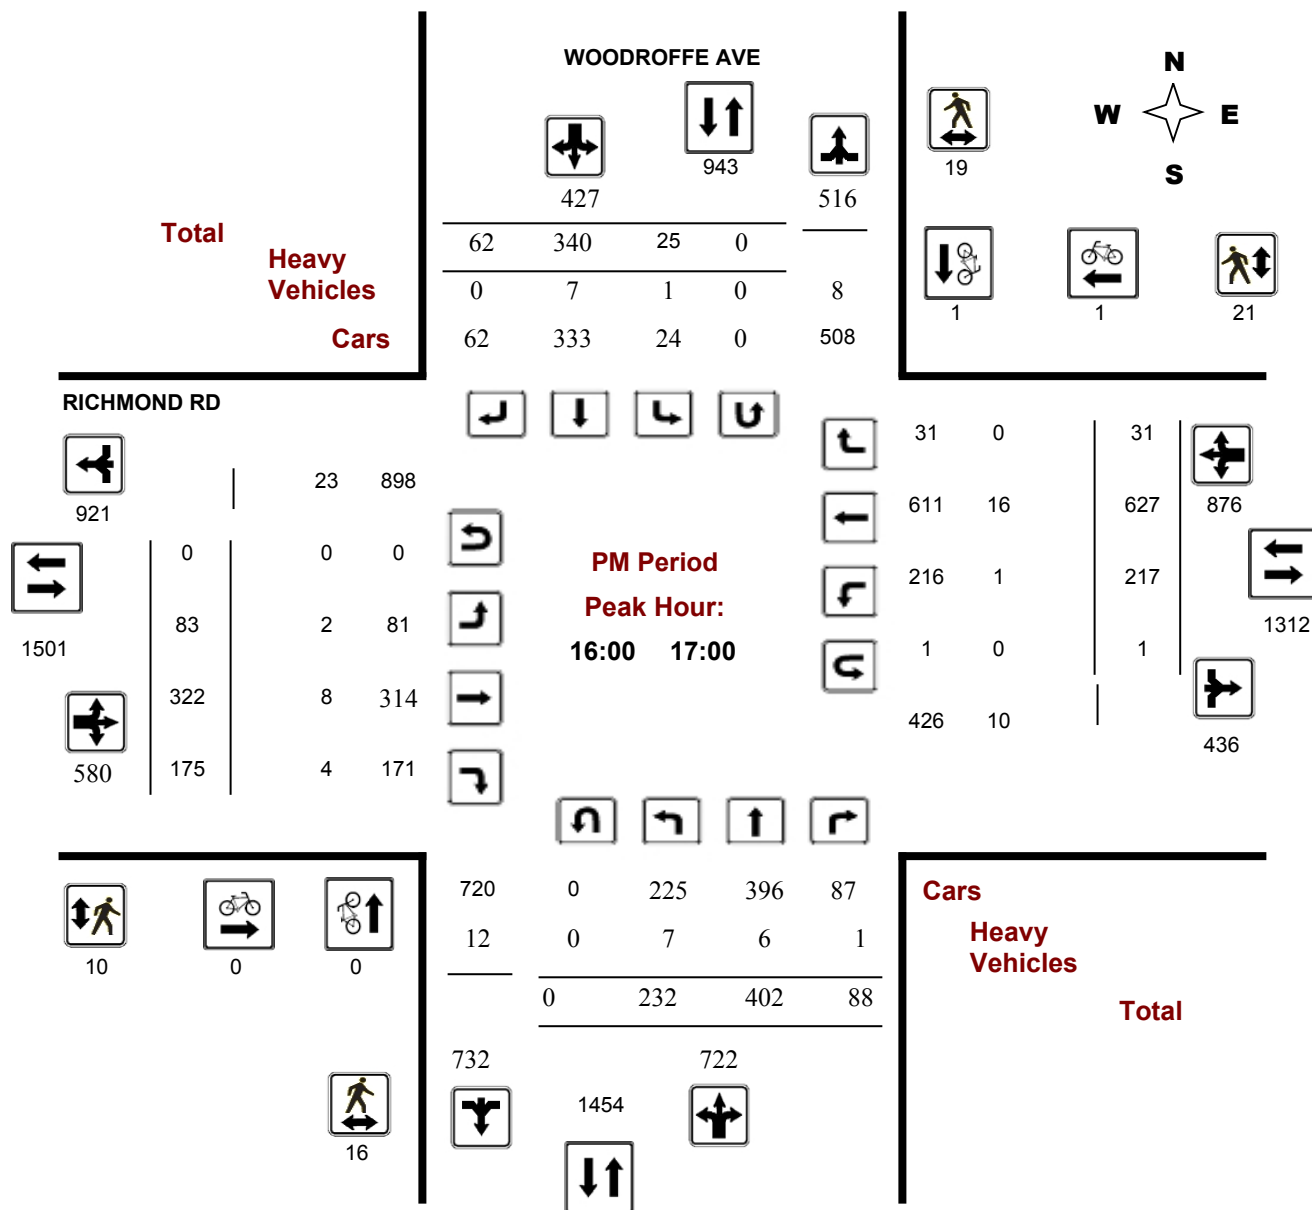 WOODROFFE AVE
N
W E
S
943
19
427
516
Total
62 340 25 0
Heavy
Vehicles
0 7 1 0 8
1 1 21
Cars
62 333 24 0 508
RICHMOND RD
31 0 31
23 898
921
611 16 627 876
0 0 0
PM Period
216 1 217
Peak Hour:
83 2 81
1312
1501
16:00 17:00
1 0 1
322 8 314
426 10
436
580
175 4 171
720 0 225 396 87
Cars
12 0 7 6 1
Heavy
Vehicles
10 0 0
0 232 402 88
Total
732 722
1454
16